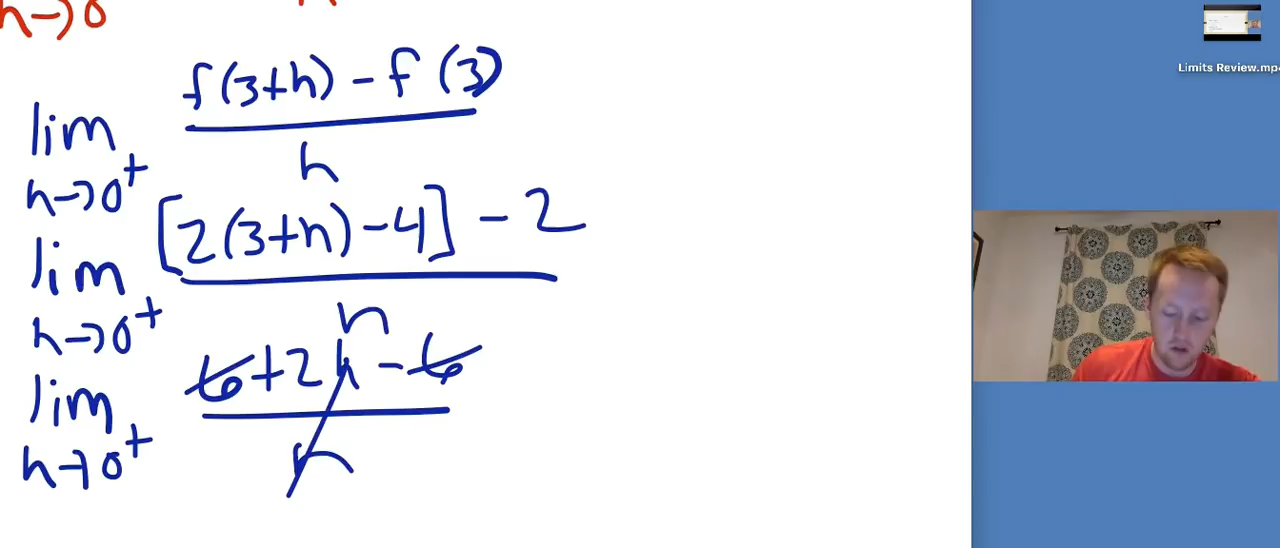 h→0
f(3+h) - f(3)
lim
h→0⁺
h
[2(3+h) - 4] - 2
lim
h→0⁺
h
6 + 2h - 6
lim
h→0⁺
h
Limits Review.mp4